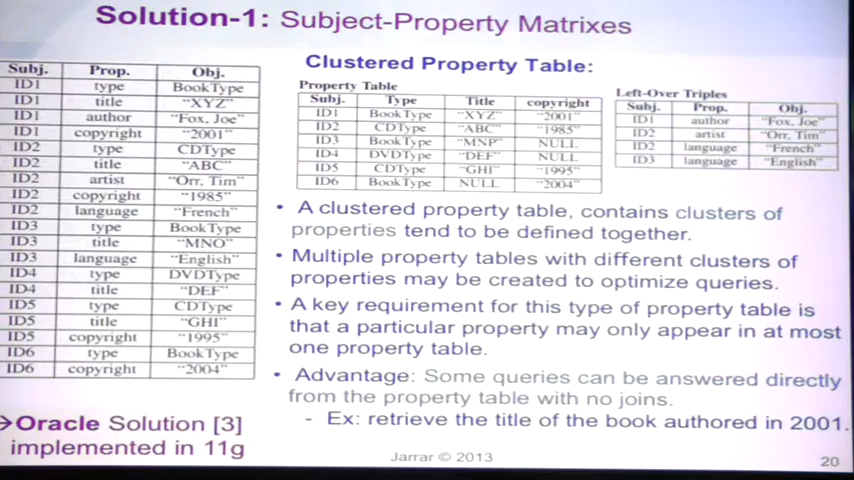 Solution-1: Subject-Property Matrixes
Subj. Prop. Obj.
ID1 type BookType
ID1 title "XYZ"
ID1 author "Fox, Joe"
ID1 copyright "2001"
ID2 type CDType
ID2 title "ABC"
ID2 artist "Orr, Tim"
ID2 copyright "1985"
ID2 language "French"
ID3 type BookType
ID3 title "MNO"
ID3 language "English"
ID4 type DVDType
ID4 title "DEF"
ID5 type CDType
ID5 title "GHI"
ID5 copyright "1995"
ID6 type BookType
ID6 copyright "2004"
→Oracle Solution [3]
implemented in 11g
Clustered Property Table:
Property Table
Subj. Type Title copyright
ID1 BookType "XYZ" "2001"
ID2 CDType "ABC" "1985"
ID3 BookType "MNP" NULL
ID4 DVDType "DEF" NULL
ID5 CDType "GHI" "1995"
ID6 BookType NULL "2004"
Left-Over Triples
Subj. Prop. Obj.
ID1 author "Fox, Joe"
ID2 artist "Orr, Tim"
ID2 language "French"
ID3 language "English"
• A clustered property table, contains clusters of
properties tend to be defined together.
• Multiple property tables with different clusters of
properties may be created to optimize queries.
• A key requirement for this type of property table is
that a particular property may only appear in at most
one property table.
• Advantage: Some queries can be answered directly
from the property table with no joins.
- Ex: retrieve the title of the book authored in 2001.
Jarrar © 2013
20